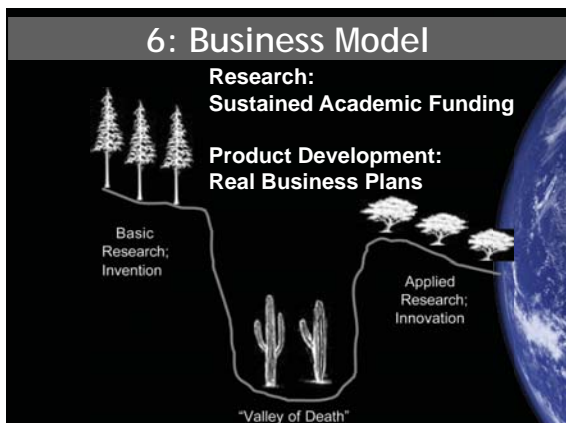 6: Business Model
Research:
Sustained Academic Funding
Product Development:
Real Business Plans
Basic
Research;
Invention
Applied
Research;
Innovation
"Valley of Death"